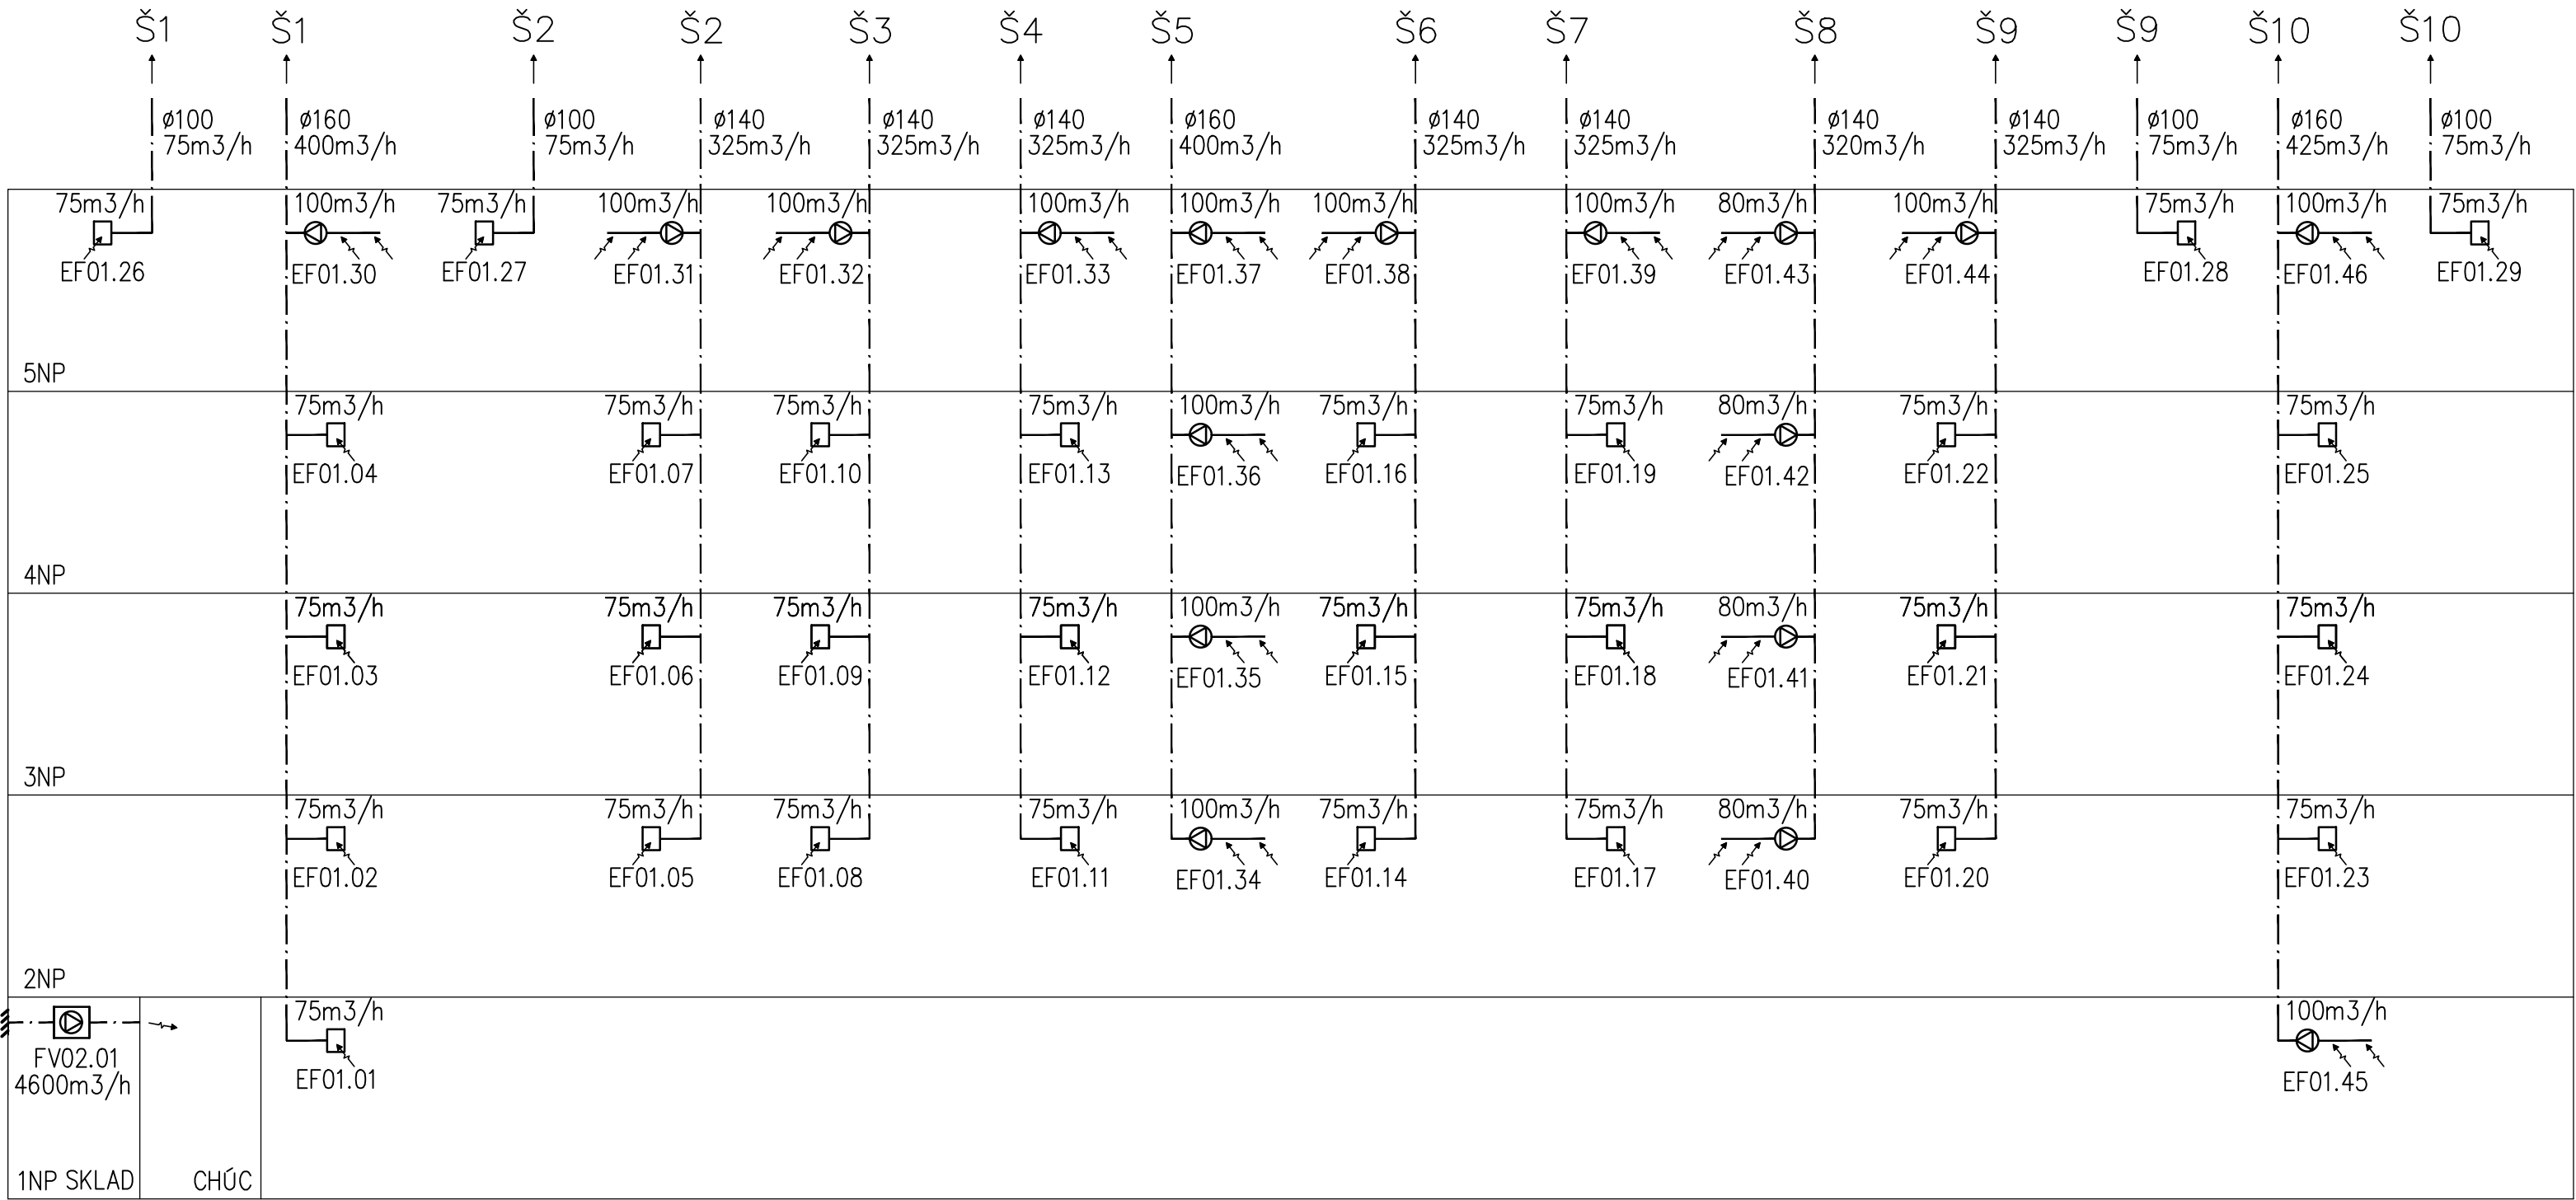 Š1 Š1 Š2 Š2 Š3 Š4 Š5 Š6 Š7 Š8 Š9 Š9 Š10 Š10
ø100 ø160 ø100 ø140 ø140 ø140 ø160 ø140 ø140 ø140 ø140 ø100 ø160 ø100
75m3/h 400m3/h 75m3/h 325m3/h 325m3/h 325m3/h 400m3/h 325m3/h 325m3/h 320m3/h 325m3/h 75m3/h 425m3/h 75m3/h
75m3/h 100m3/h 75m3/h 100m3/h 100m3/h 100m3/h 100m3/h 100m3/h 100m3/h 80m3/h 100m3/h 75m3/h 100m3/h 75m3/h
EF01.26 EF01.30 EF01.27 EF01.31 EF01.32 EF01.33 EF01.37 EF01.38 EF01.39 EF01.43 EF01.44 EF01.28 EF01.46 EF01.29
5NP
75m3/h 75m3/h 75m3/h 75m3/h 100m3/h 75m3/h 75m3/h 80m3/h 75m3/h 75m3/h
EF01.04 EF01.07 EF01.10 EF01.13 EF01.36 EF01.16 EF01.19 EF01.42 EF01.22 EF01.25
4NP
75m3/h 75m3/h 75m3/h 75m3/h 100m3/h 75m3/h 75m3/h 80m3/h 75m3/h 75m3/h
EF01.03 EF01.06 EF01.09 EF01.12 EF01.35 EF01.15 EF01.18 EF01.41 EF01.21 EF01.24
3NP
75m3/h 75m3/h 75m3/h 75m3/h 100m3/h 75m3/h 75m3/h 80m3/h 75m3/h 75m3/h
EF01.02 EF01.05 EF01.08 EF01.11 EF01.34 EF01.14 EF01.17 EF01.40 EF01.20 EF01.23
2NP
75m3/h 100m3/h
FV02.01
4600m3/h
EF01.01 EF01.45
1NP SKLAD CHÚC